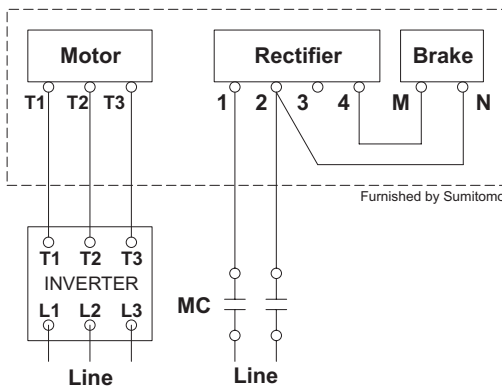 Motor Rectifier Brake
T1 T2 T3 1 2 3 4 M N
Furnished by Sumitomo
T1 T2 T3
INVERTER
L1 L2 L3
MC
Line Line